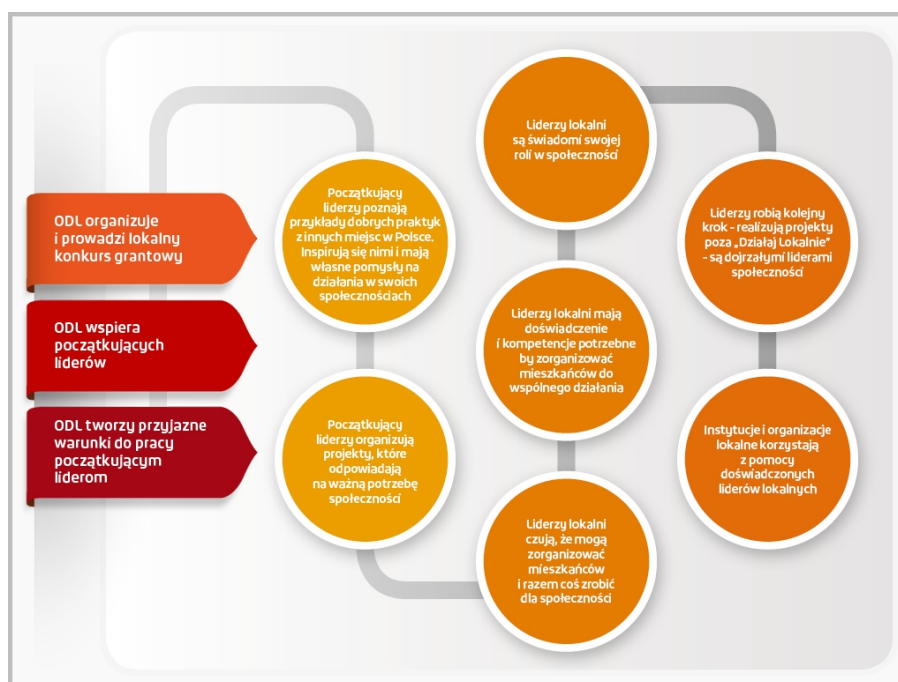 ODL organizuje
i prowadzi lokalny
konkurs grantowy
ODL wspiera
początkujących
liderów
ODL tworzy przyjazne
warunki do pracy
początkującym
liderom
Początkujący
liderzy poznają
przykłady dobrych praktyk
z innych miejsc w Polsce.
Inspirują się nimi i mają
własne pomysły na
działania w swoich
społecznościach
Początkujący
liderzy organizują
projekty, które
odpowiadają
na ważną potrzebę
społeczności
Liderzy lokalni
czują, że mogą
zorganizować
mieszkańców
i razem coś zrobić
dla społeczności
Liderzy lokalni mają
doświadczenie
i kompetencje potrzebne
by zorganizować
mieszkańców do
wspólnego działania
Liderzy lokalni
są świadomi swojej
roli w społeczności
Liderzy robią kolejny
krok - realizują projekty
poza „Działaj Lokalnie”
- są dojrzałymi liderami
społeczności
Instytucje i organizacje
lokalne korzystają
z pomocy
doświadczonych
liderów lokalnych